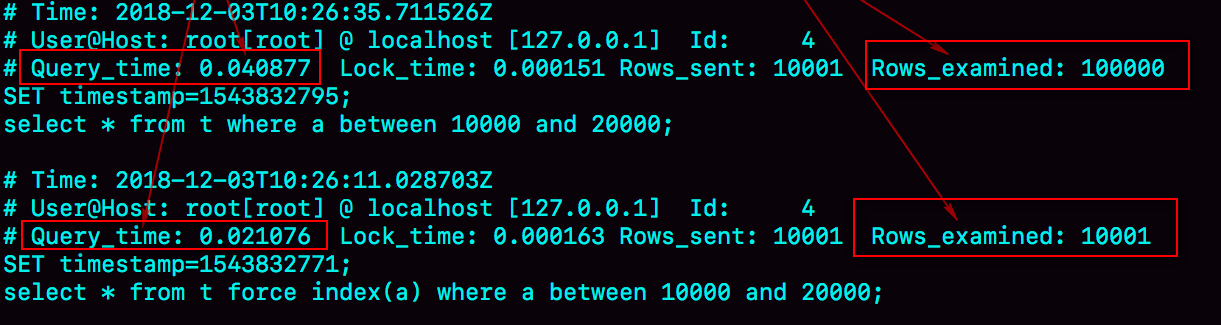 # Time: 2018-12-03T10:26:35.711526Z
# User@Host: root[root] @ localhost [127.0.0.1]  Id:     4
# Query_time: 0.040877  Lock_time: 0.000151 Rows_sent: 10001  Rows_examined: 100000
SET timestamp=1543832795;
select * from t where a between 10000 and 20000;

# Time: 2018-12-03T10:26:11.028703Z
# User@Host: root[root] @ localhost [127.0.0.1]  Id:     4
# Query_time: 0.021076  Lock_time: 0.000163 Rows_sent: 10001  Rows_examined: 10001
SET timestamp=1543832771;
select * from t force index(a) where a between 10000 and 20000;